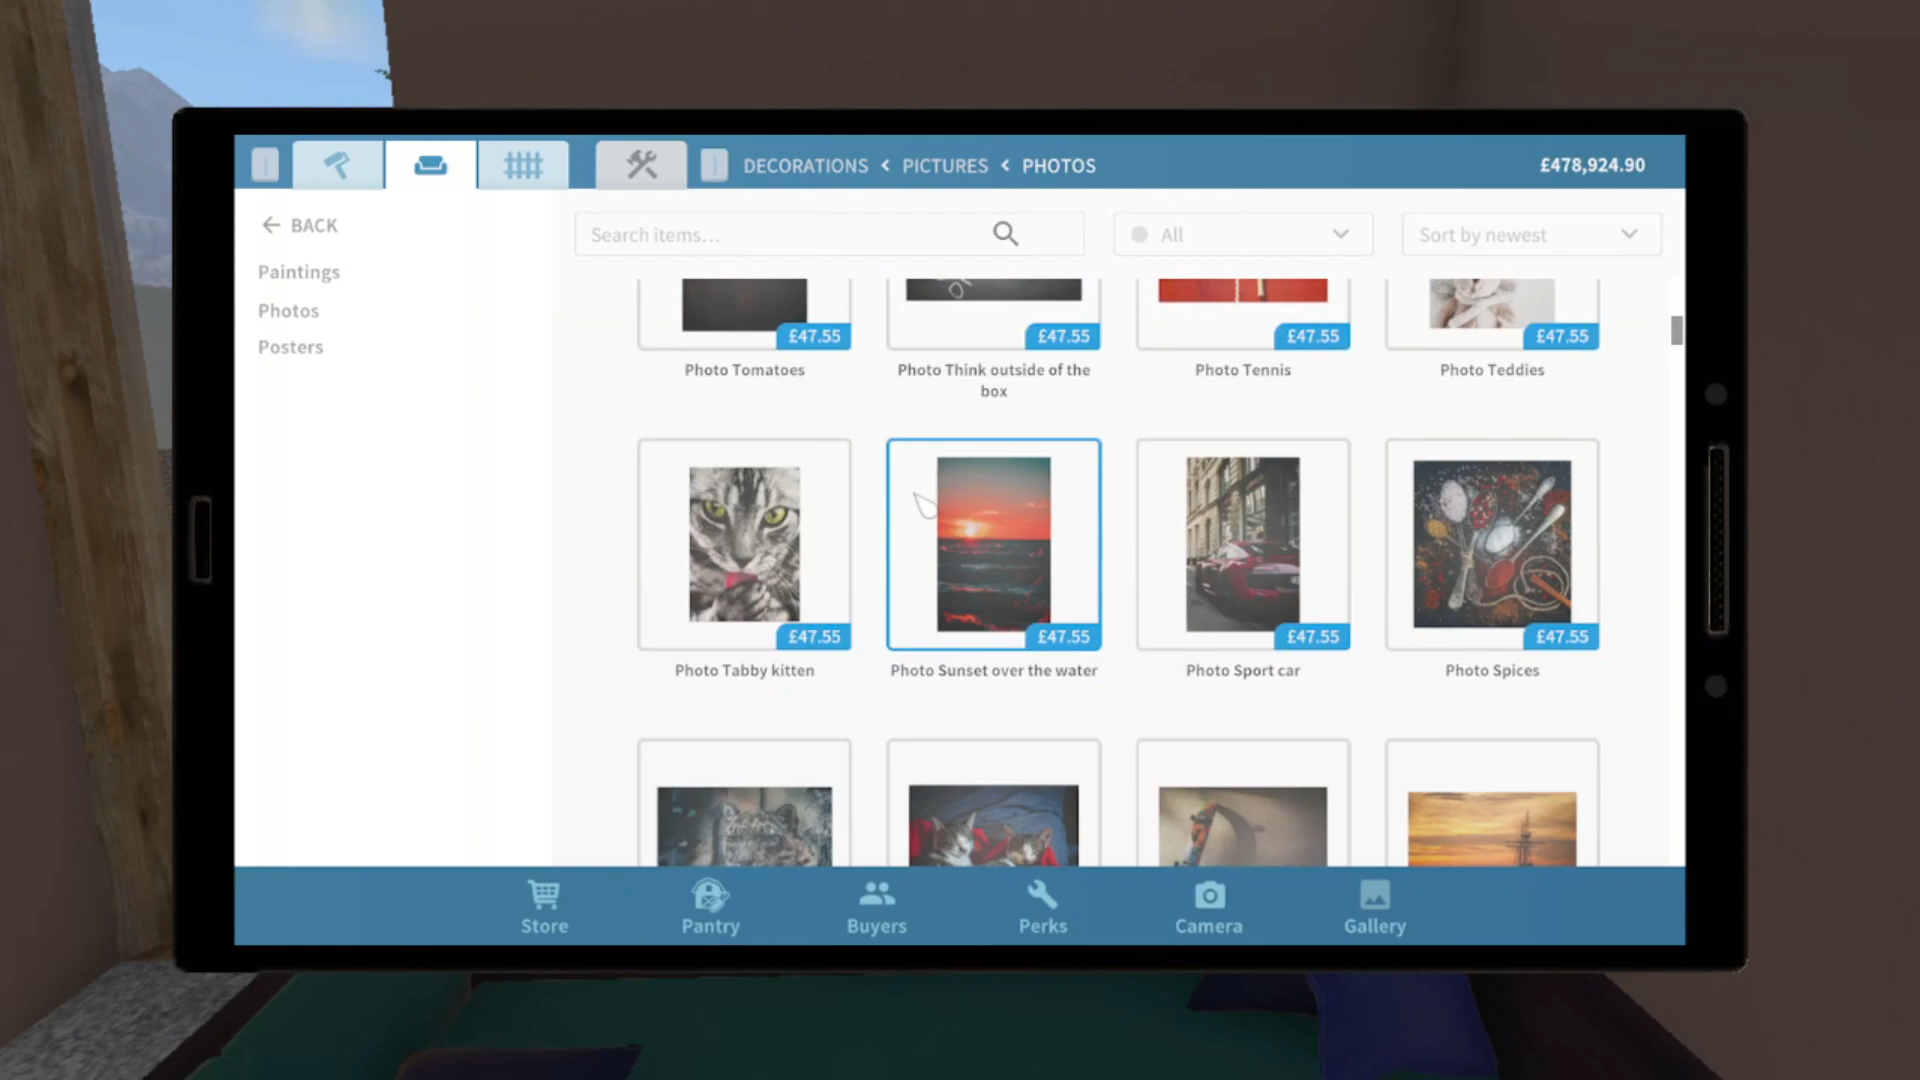 DECORATIONS < PICTURES < PHOTOS
£478,924.90
BACK
Paintings
Photos
Posters
Search items...
All
Sort by newest
£47.55
£47.55
£47.55
£47.55
Photo Tomatoes
Photo Think outside of the
box
Photo Tennis
Photo Teddies
£47.55
£47.55
£47.55
£47.55
Photo Tabby kitten
Photo Sunset over the water
Photo Sport car
Photo Spices
Store
Pantry
Buyers
Perks
Camera
Gallery